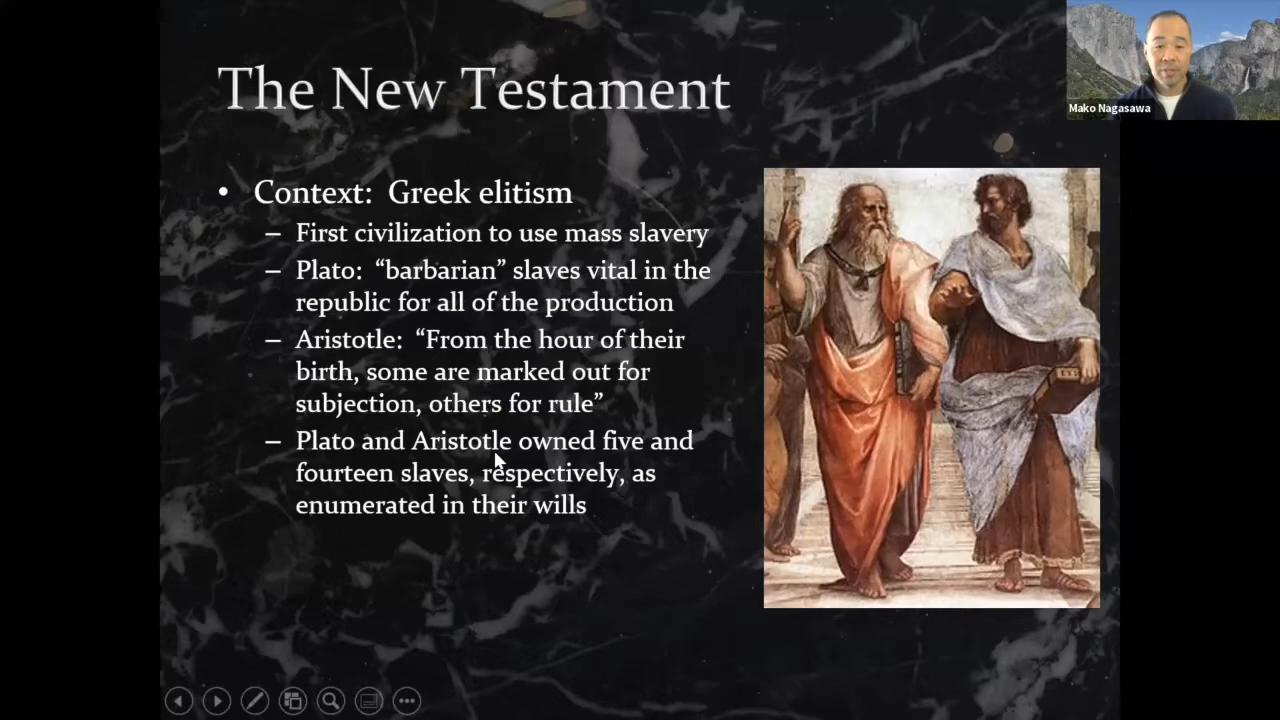 The New Testament
Mako Nagasawa
• Context: Greek elitism
– First civilization to use mass slavery
– Plato: “barbarian” slaves vital in the
republic for all of the production
– Aristotle: “From the hour of their
birth, some are marked out for
subjection, others for rule”
– Plato and Aristotle owned five and
fourteen slaves, respectively, as
enumerated in their wills